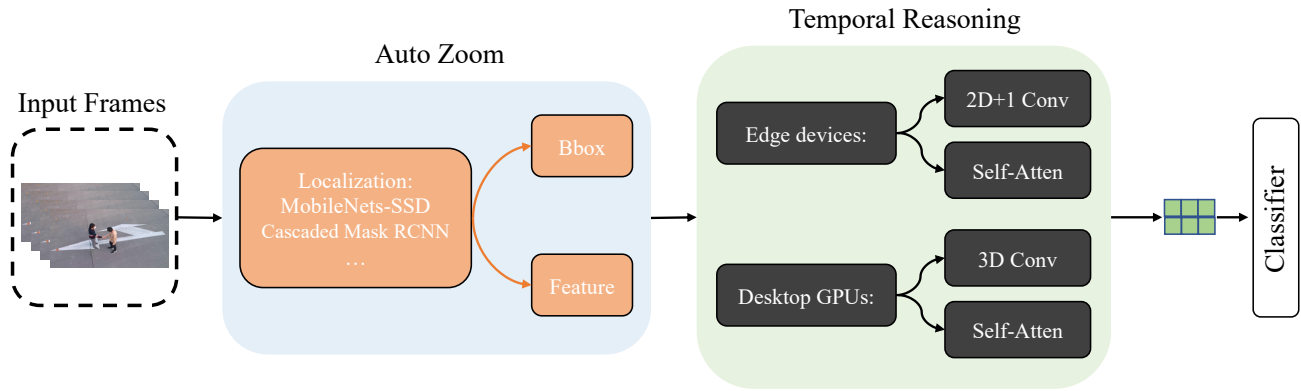 Input Frames
Auto Zoom
Localization:
MobileNets-SSD
Cascaded Mask RCNN
...
Bbox
Feature
Temporal Reasoning
Edge devices:
2D+1 Conv
Self-Atten
Desktop GPUs:
3D Conv
Self-Atten
Classifier